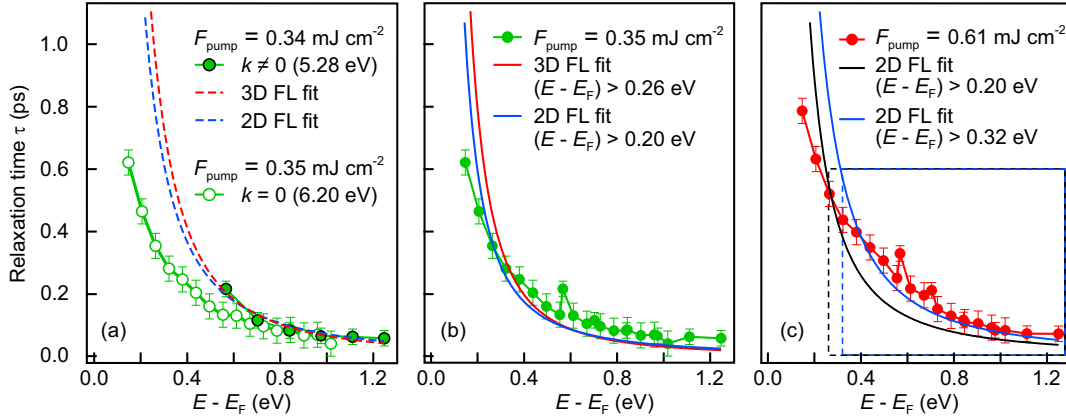 Relaxation time τ (ps)
1.0
0.8
0.6
0.4
0.2
0.0
F_pump = 0.34 mJ cm⁻²
k ≠ 0 (5.28 eV)
3D FL fit
2D FL fit
F_pump = 0.35 mJ cm⁻²
k = 0 (6.20 eV)
(a)
0.0 0.4 0.8 1.2
E - E_F (eV)
F_pump = 0.35 mJ cm⁻²
3D FL fit
(E - E_F) > 0.26 eV
2D FL fit
(E - E_F) > 0.20 eV
(b)
0.0 0.4 0.8 1.2
E - E_F (eV)
F_pump = 0.61 mJ cm⁻²
2D FL fit
(E - E_F) > 0.20 eV
2D FL fit
(E - E_F) > 0.32 eV
(c)
0.0 0.4 0.8 1.2
E - E_F (eV)